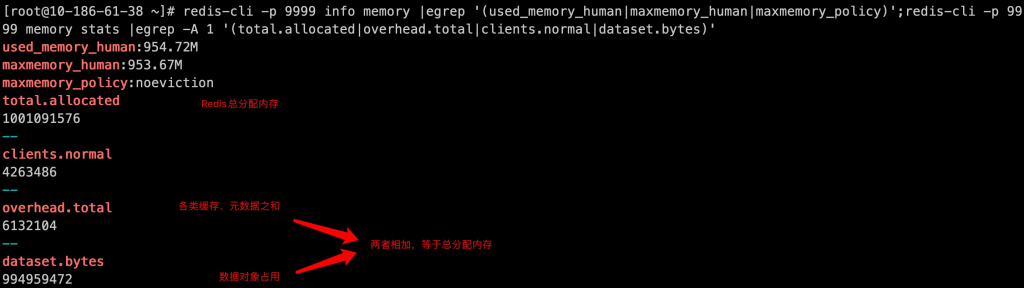 [root@10-186-61-38 ~]# redis-cli -p 9999 info memory |egrep '(used_memory_human|maxmemory_human|maxmemory_policy)';redis-cli -p 99
99 memory stats |egrep -A 1 '(total.allocated|overhead.total|clients.normal|dataset.bytes)'
used_memory_human:954.72M
maxmemory_human:953.67M
maxmemory_policy:noeviction
total.allocated Redis总分配内存
1001091576
--
clients.normal
4263486
--
overhead.total 各类缓存、元数据之和
6132104
-- 两者相加，等于总分配内存
dataset.bytes
994959472 数据对象占用